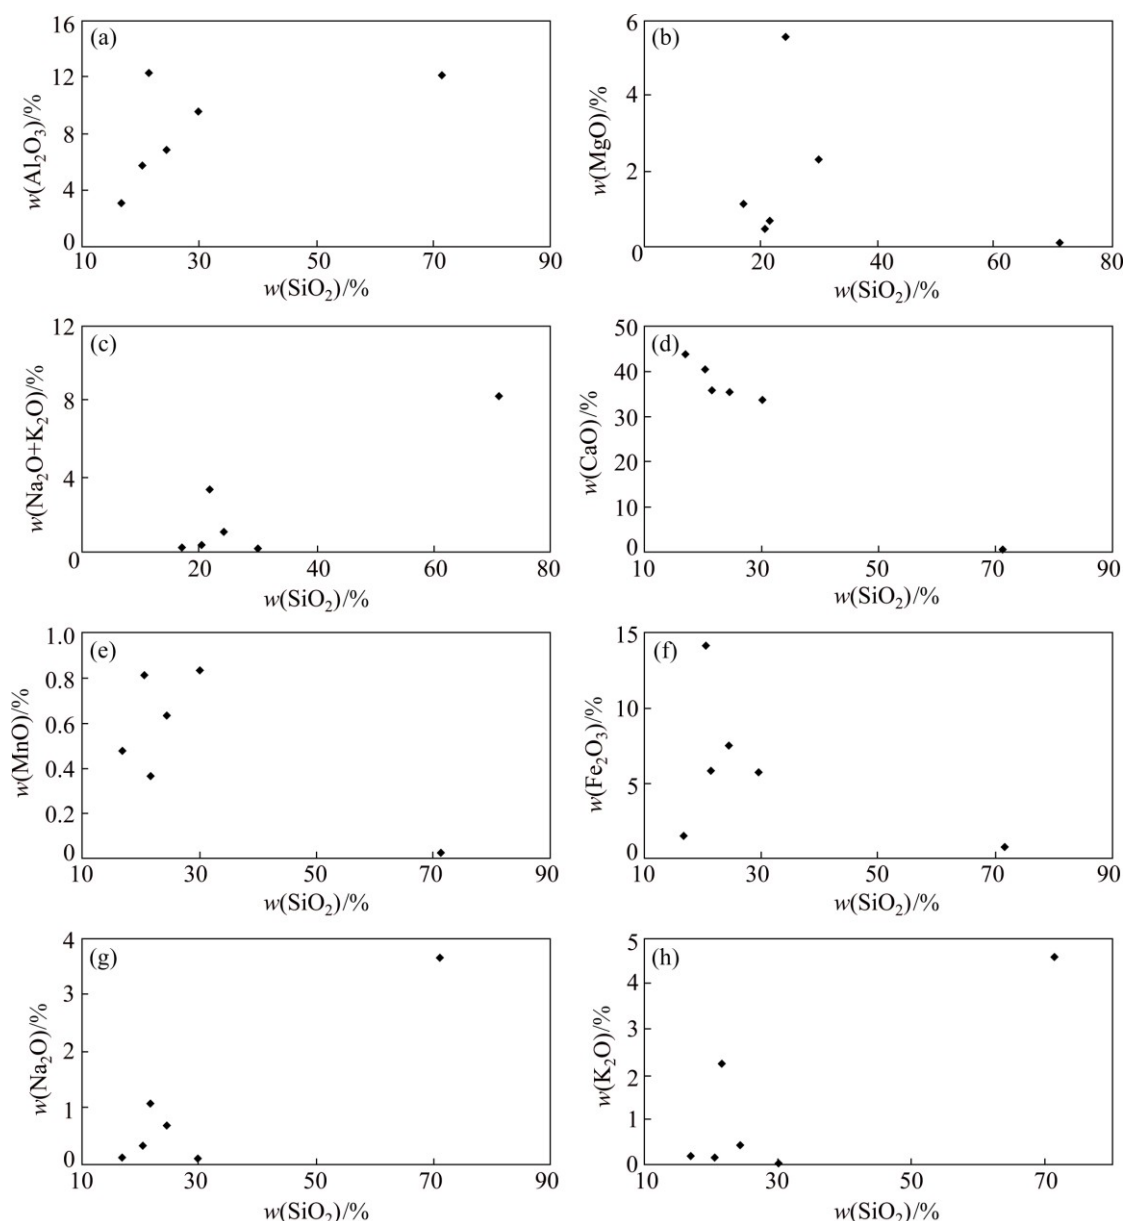 (a)
w(Al₂O₃)/%
16
12
8
4
0
10 30 50 70 90
w(SiO₂)/%
(b)
w(MgO)/%
6
4
2
0
20 40 60 80
w(SiO₂)/%
(c)
w(Na₂O+K₂O)/%
12
8
4
0
20 40 60 80
w(SiO₂)/%
(d)
w(CaO)/%
50
40
30
20
10
0
10 30 50 70 90
w(SiO₂)/%
(e)
w(MnO)/%
1.0
0.8
0.6
0.4
0.2
0
10 30 50 70 90
w(SiO₂)/%
(f)
w(Fe₂O₃)/%
15
10
5
0
10 30 50 70 90
w(SiO₂)/%
(g)
w(Na₂O)/%
4
3
2
1
0
10 30 50 70 90
w(SiO₂)/%
(h)
w(K₂O)/%
5
4
3
2
1
0
10 30 50 70
w(SiO₂)/%